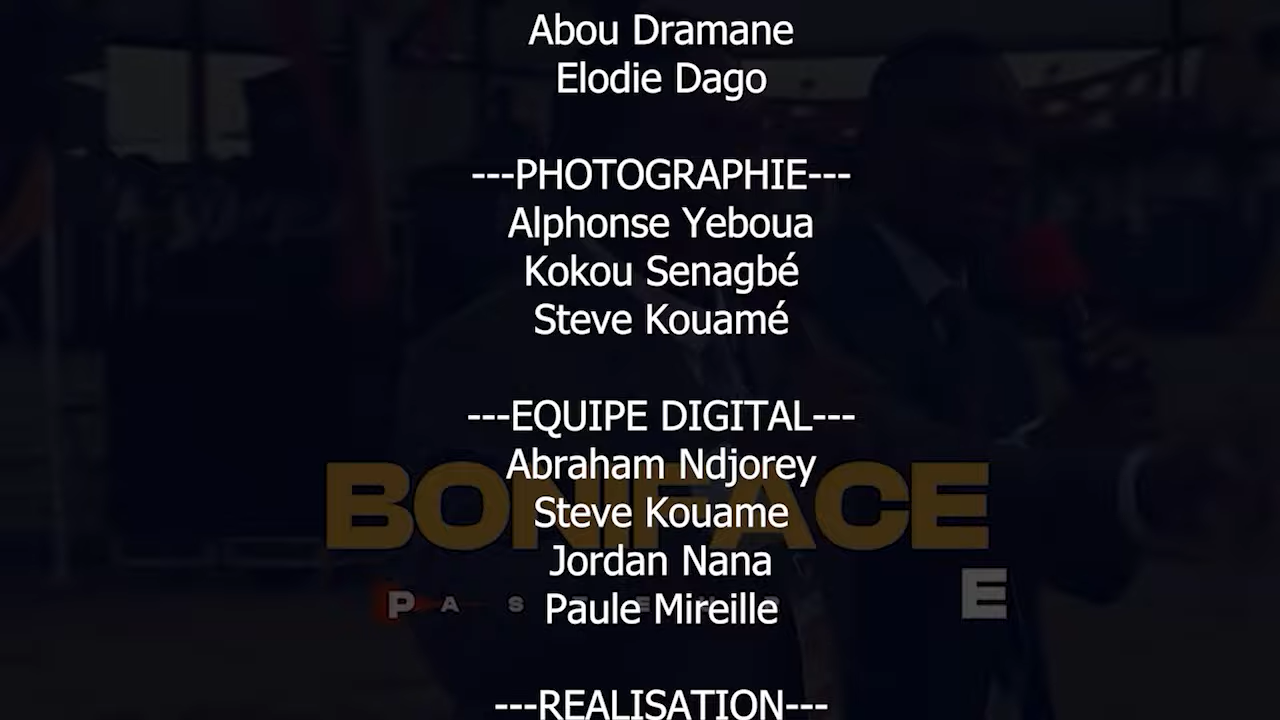 Abou Dramane
Elodie Dago
---PHOTOGRAPHIE---
Alphonse Yeboua
Kokou Senagbé
Steve Kouamé
---EQUIPE DIGITAL---
Abraham Ndjorey
BONIFACE
Steve Kouame
Jordan Nana
Paule Mireille
E
---REALISATION---